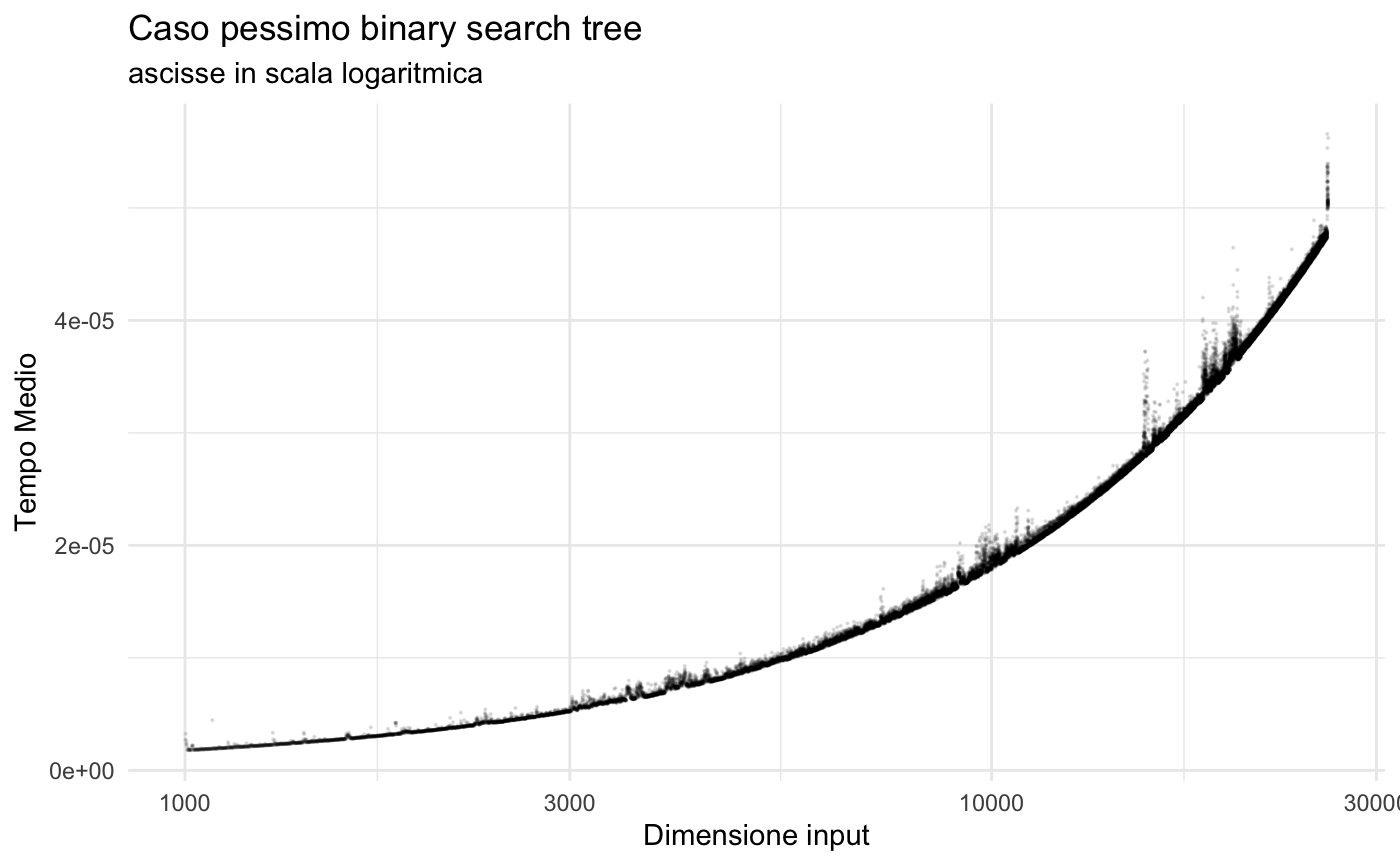 Caso pessimo binary search tree
ascisse in scala logaritmica
Tempo Medio
4e-05
2e-05
0e+00
1000 3000 10000 30000
Dimensione input